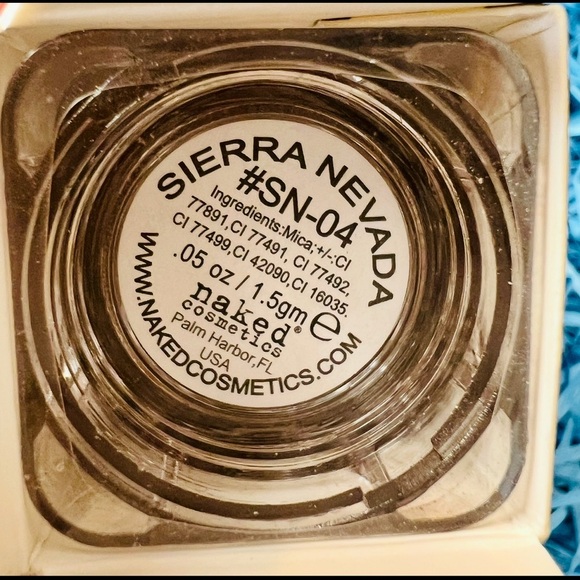 SIERRA NEVADA
#SN-04
Ingredients:Mica;+/-:CI
77891,CI 77491, CI 77492,
CI 77499,CI 42090,CI 16035.
.05 oz / 1.5gm e
naked®
cosmetics
Palm Harbor,FL
USA
WWW.NAKEDCOSMETICS.COM